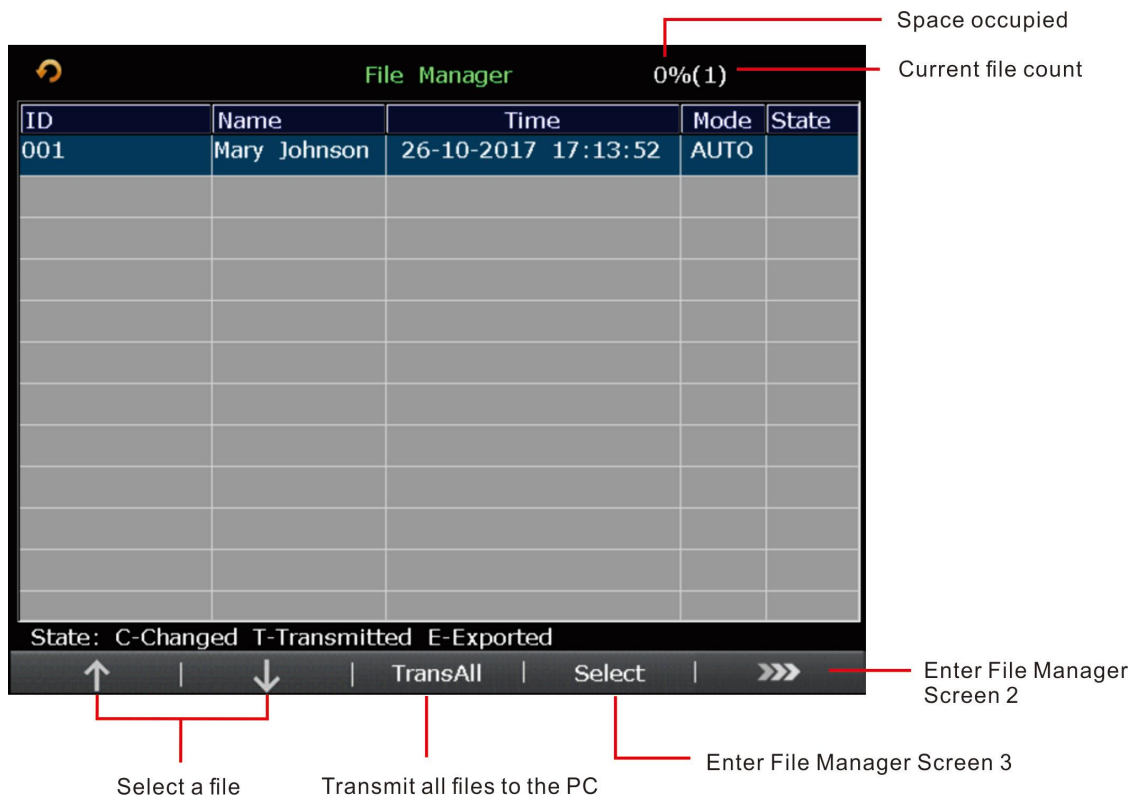 Space occupied
File Manager 0%(1)
Current file count
ID Name Time Mode State
001 Mary Johnson 26-10-2017 17:13:52 AUTO
State: C-Changed T-Transmitted E-Exported
TransAll Select
Enter File Manager
Screen 2
Enter File Manager Screen 3
Select a file
Transmit all files to the PC